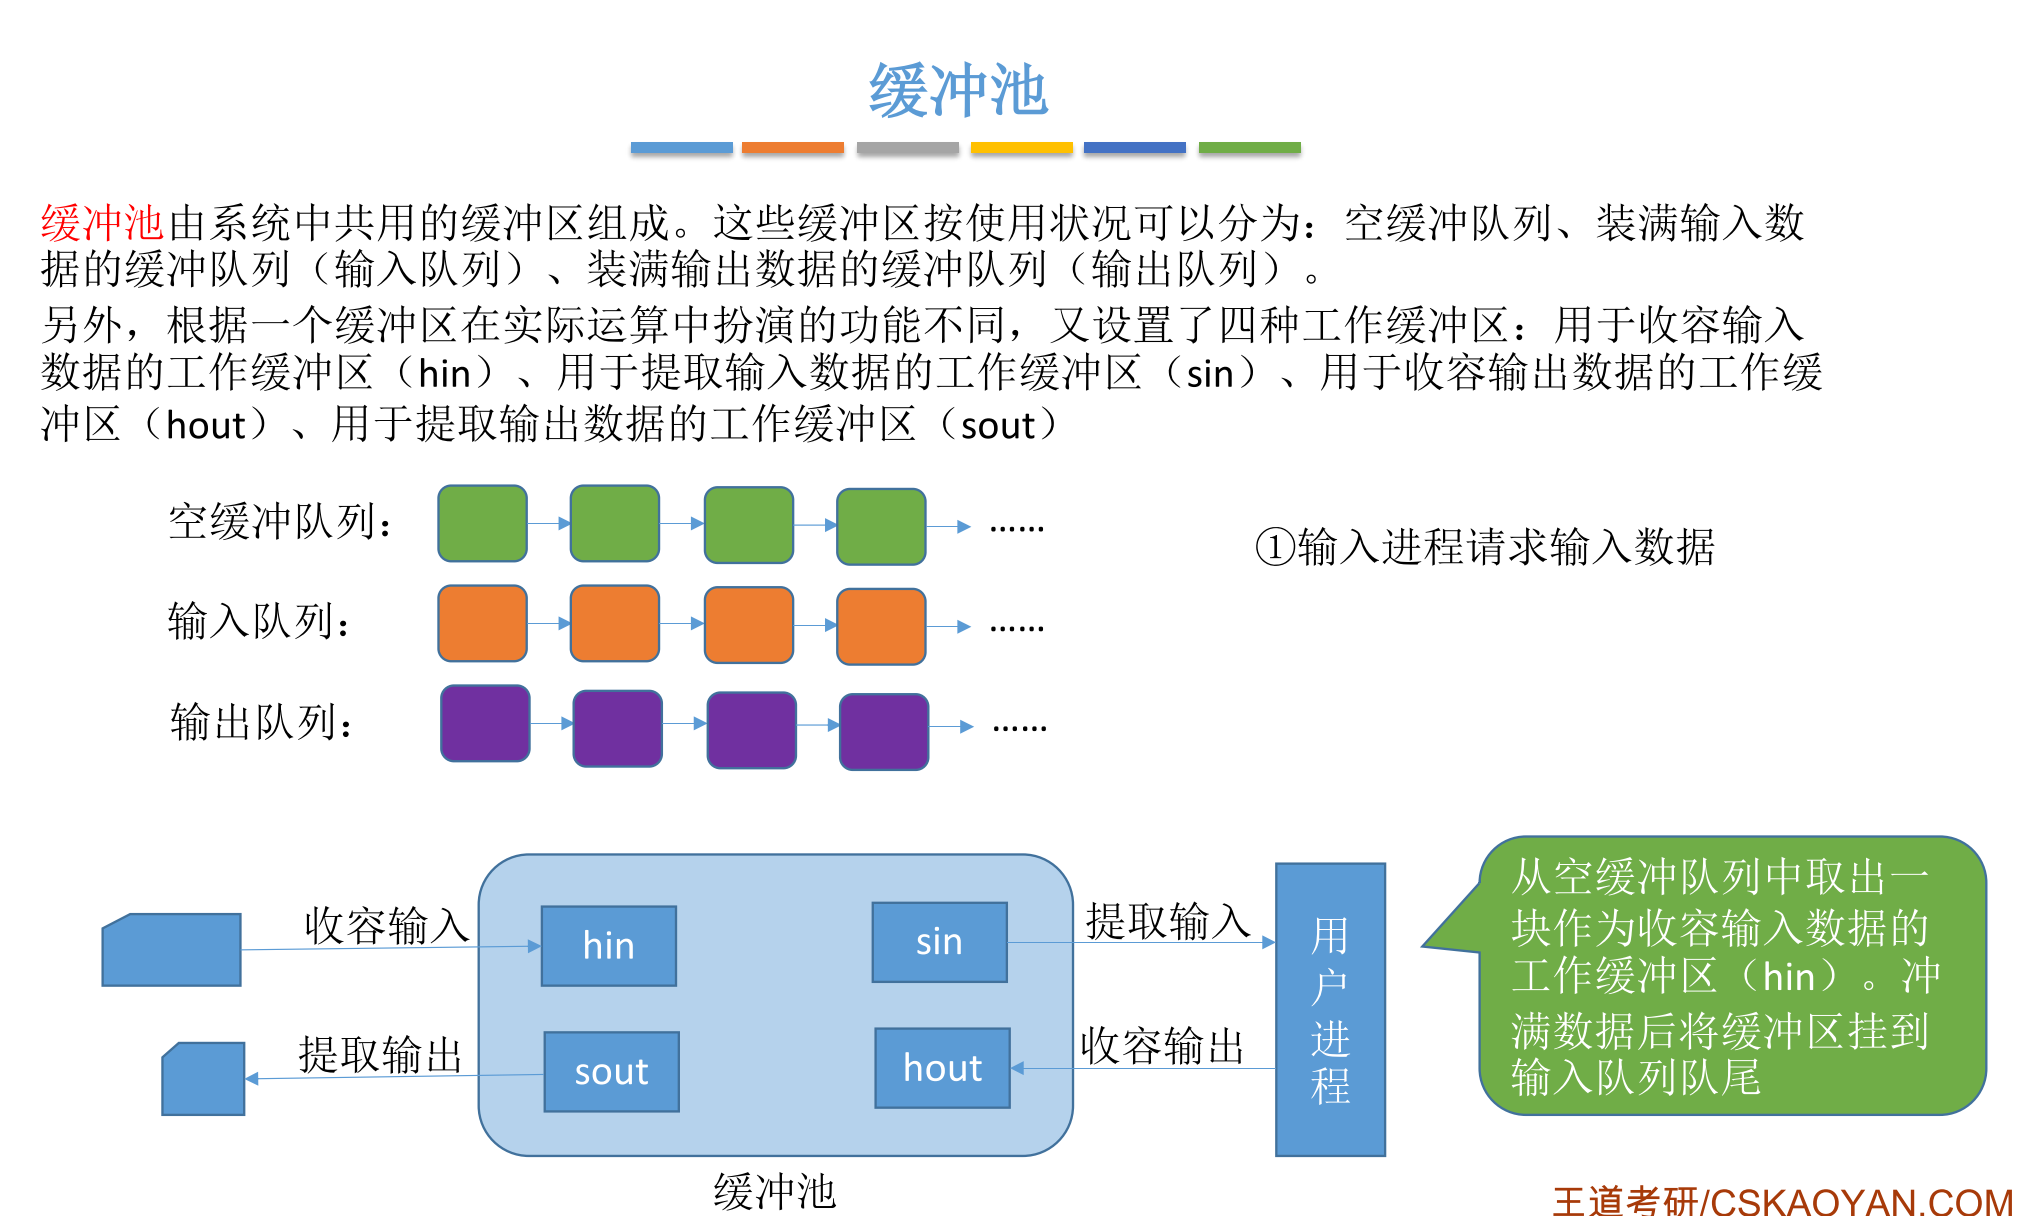 缓冲池
缓冲池由系统中共用的缓冲区组成。这些缓冲区按使用状况可以分为：空缓冲队列、装满输入数
据的缓冲队列（输入队列）、装满输出数据的缓冲队列（输出队列）。
另外，根据一个缓冲区在实际运算中扮演的功能不同，又设置了四种工作缓冲区：用于收容输入
数据的工作缓冲区（hin）、用于提取输入数据的工作缓冲区（sin）、用于收容输出数据的工作缓
冲区（hout）、用于提取输出数据的工作缓冲区（sout）
空缓冲队列：
……
①输入进程请求输入数据
输入队列：
……
输出队列：
……
收容输入
hin
sin
提取输入
提取输出
sout
hout
收容输出
用户进程
缓冲池
从空缓冲队列中取出一
块作为收容输入数据的
工作缓冲区（hin）。冲
满数据后将缓冲区挂到
输入队列队尾
王道考研/CSKAOYAN.COM